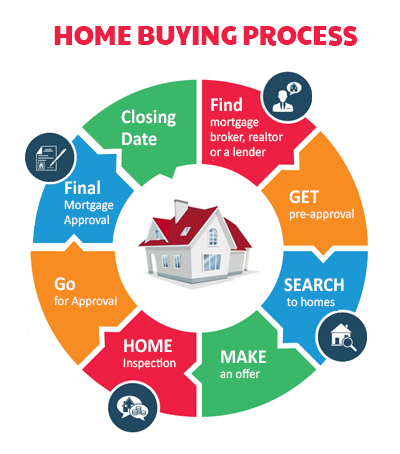 HOME BUYING PROCESS
Find
mortgage
broker, realtor
or a lender
GET
pre-approval
SEARCH
to homes
MAKE
an offer
HOME
Inspection
Go
for Approval
Final
Mortgage
Approval
Closing
Date